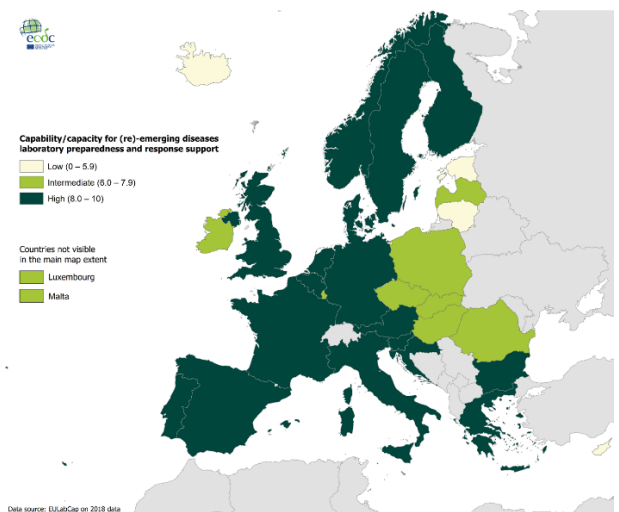 ecdc
Capability/capacity for (re)-emerging diseases
laboratory preparedness and response support
Low (0 – 5.9)
Intermediate (6.0 – 7.9)
High (8.0 – 10)
Countries not visible
in the main map extent
Luxembourg
Malta
Data source: EULabCap on 2018 data